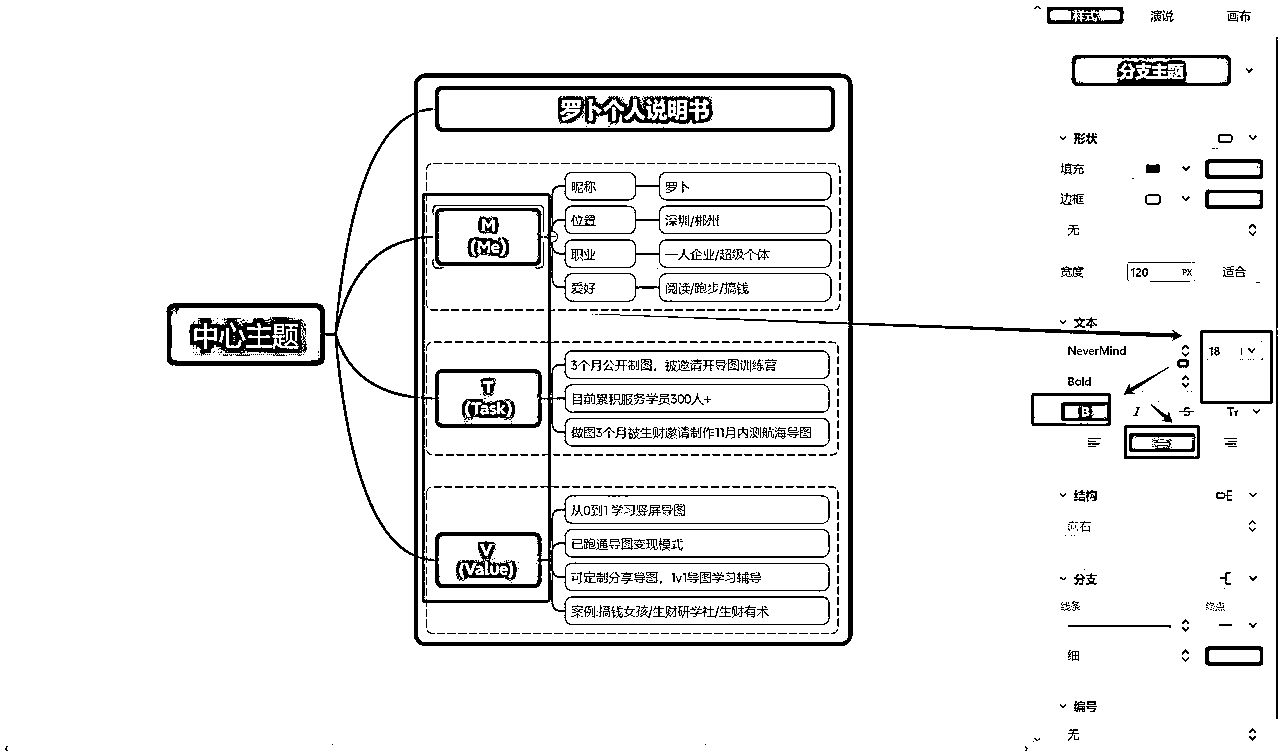 样式
演说
画布
分支主题
罗卜个人说明书
形状
填充
边框
无
宽度
120
PX
适合
M
(Me)
昵称
罗卜
位置
深圳/郴州
职业
一人企业/超级个体
爱好
阅读/跑步/搞钱
中心主题
T
(Task)
3个月公开制图,被邀请开导图训练营
目前累积服务学员300人+
做图3个月被生财邀请制作11月内测航海导图
V
(Value)
从0到1学习竖屏导图
已跑通导图变现模式
可定制分享导图,1v1导图学习辅导
案例:搞钱女孩/生财研学社/生财有术
文本
NeverMind
18
Bold
B
I
S
Tr
结构
向右
分支
线条
终点
细
编号
无